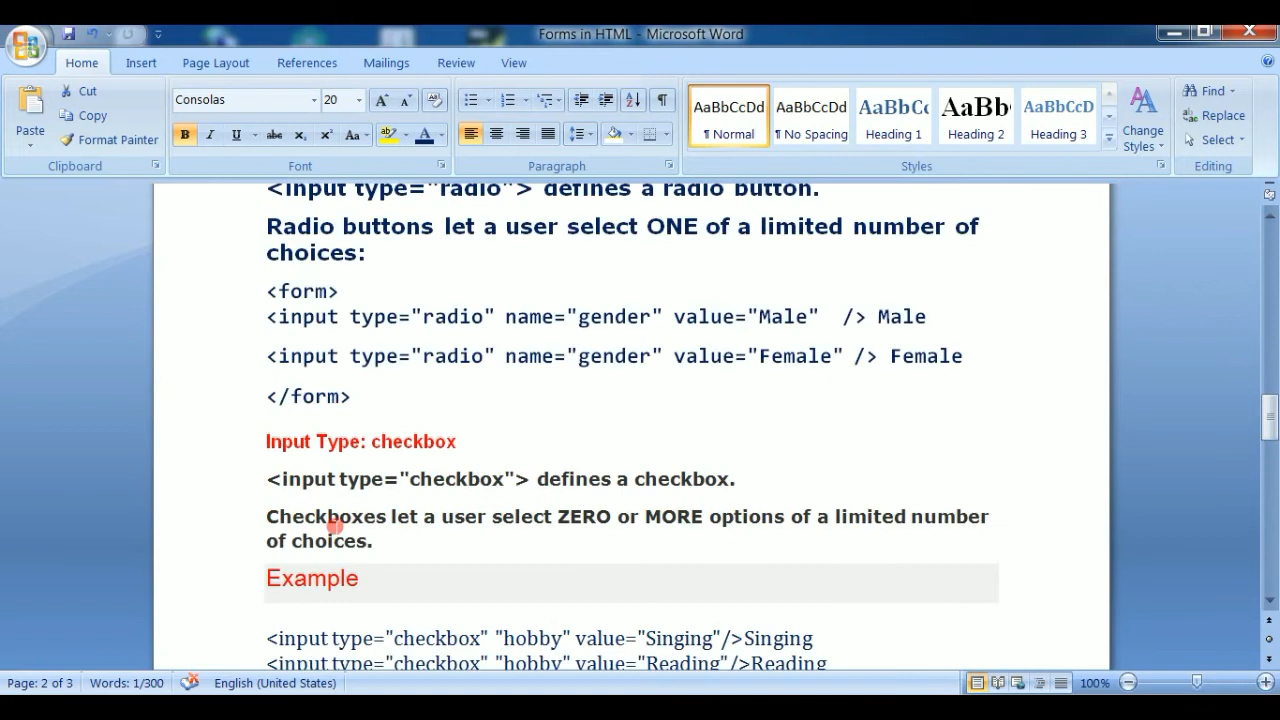 Forms in HTML - Microsoft Word
Home Insert Page Layout References Mailings Review View
Paste
Cut
Copy
Format Painter
Clipboard
Consolas 20
B I U abc x₂ x² Aa
Font
Paragraph
AaBbCcDd AaBbCcDd AaBbCc AaBb( AaBbCcD
¶ Normal ¶ No Spacing Heading 1 Heading 2 Heading 3
Change Styles
Styles
Find
Replace
Select
Editing
<input type="radio"> defines a radio button.
Radio buttons let a user select ONE of a limited number of
choices:
<form>
<input type="radio" name="gender" value="Male" /> Male
<input type="radio" name="gender" value="Female" /> Female
</form>
Input Type: checkbox
<input type="checkbox"> defines a checkbox.
Checkboxes let a user select ZERO or MORE options of a limited number
of choices.
Example
<input type="checkbox" "hobby" value="Singing"/>Singing
<input type="checkbox" "hobby" value="Reading"/>Reading
Page: 2 of 3 Words: 1/300 English (United States) 100%